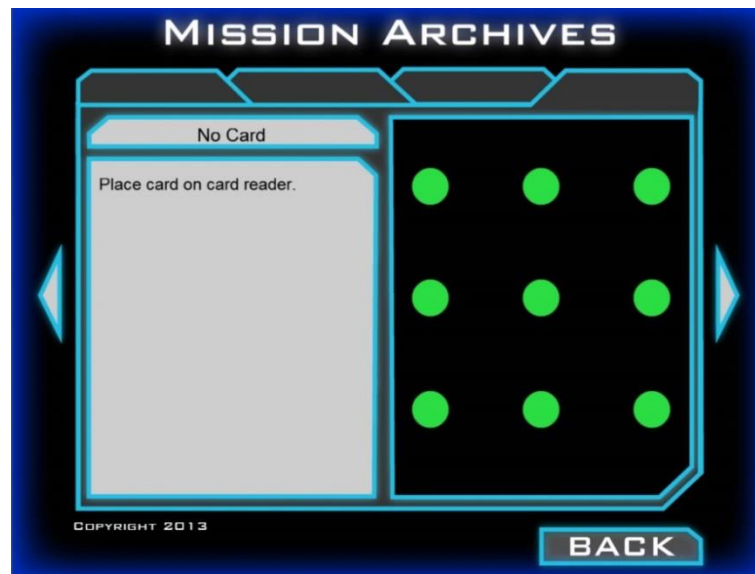 MISSION ARCHIVES
No Card
Place card on card reader.
COPYRIGHT 2013
BACK